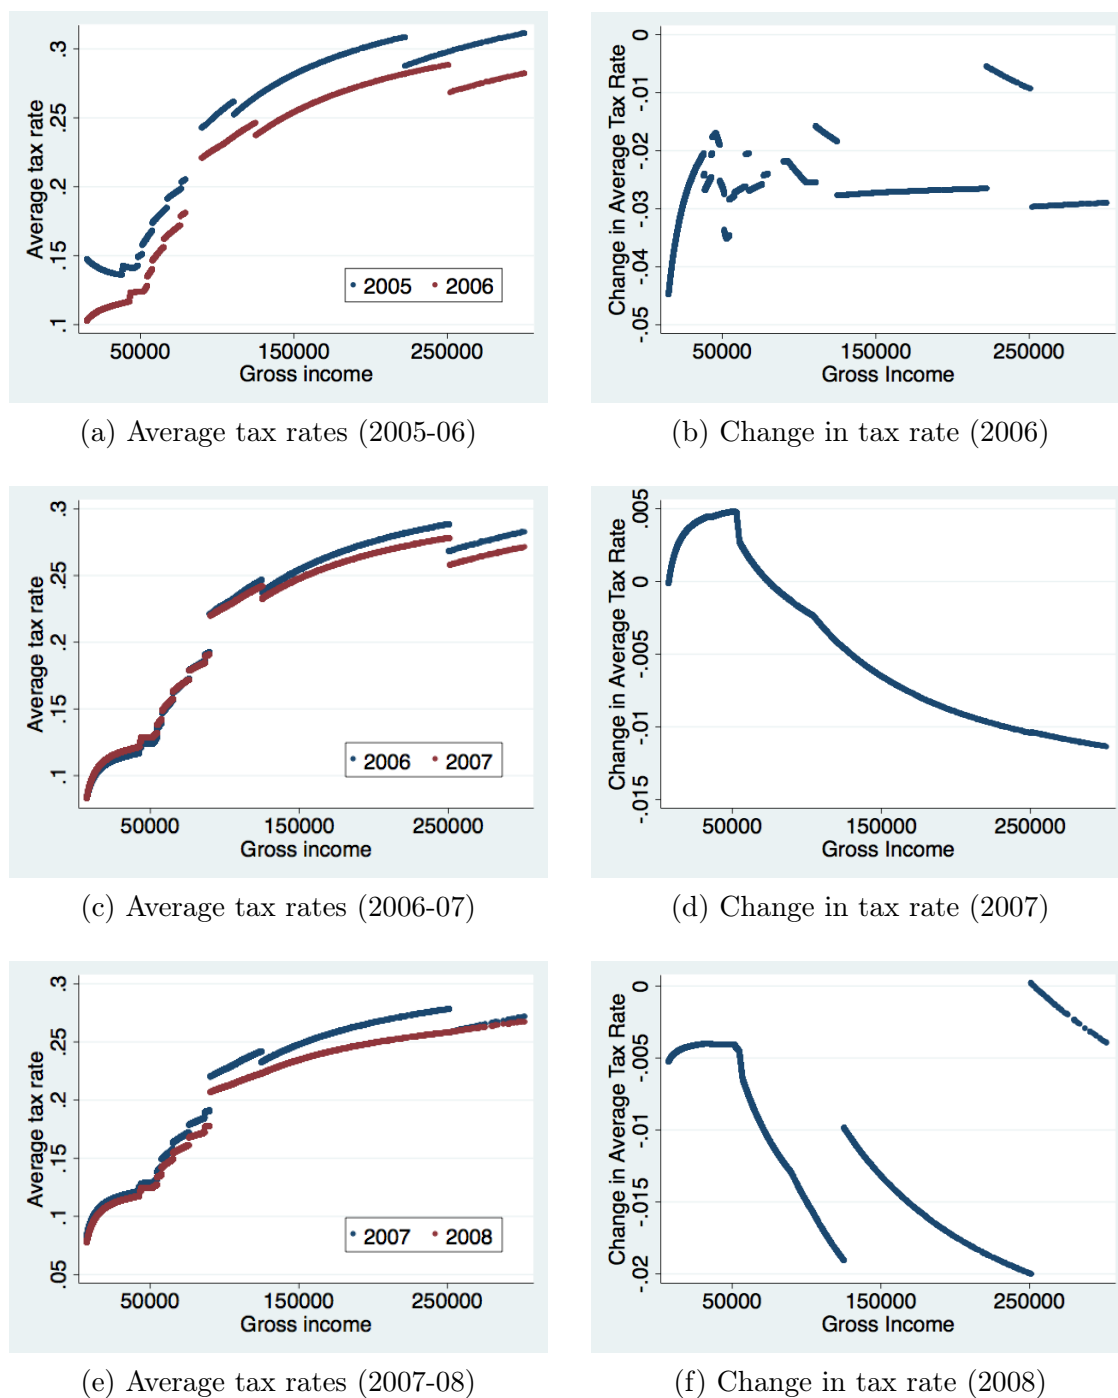 Average tax rate
.3
.25
.2
.15
.1
50000 150000 250000
Gross income
2005 2006
(a) Average tax rates (2005-06)
Change in Average Tax Rate
0
-.01
-.02
-.03
-.04
-.05
50000 150000 250000
Gross Income
(b) Change in tax rate (2006)
Average tax rate
.3
.25
.2
.15
.1
50000 150000 250000
Gross income
2006 2007
(c) Average tax rates (2006-07)
Change in Average Tax Rate
.005
0
-.005
-.01
-.015
50000 150000 250000
Gross Income
(d) Change in tax rate (2007)
Average tax rate
.3
.25
.2
.15
.1
.05
50000 150000 250000
Gross income
2007 2008
(e) Average tax rates (2007-08)
Change in Average Tax Rate
0
-.005
-.01
-.015
-.02
50000 150000 250000
Gross Income
(f) Change in tax rate (2008)